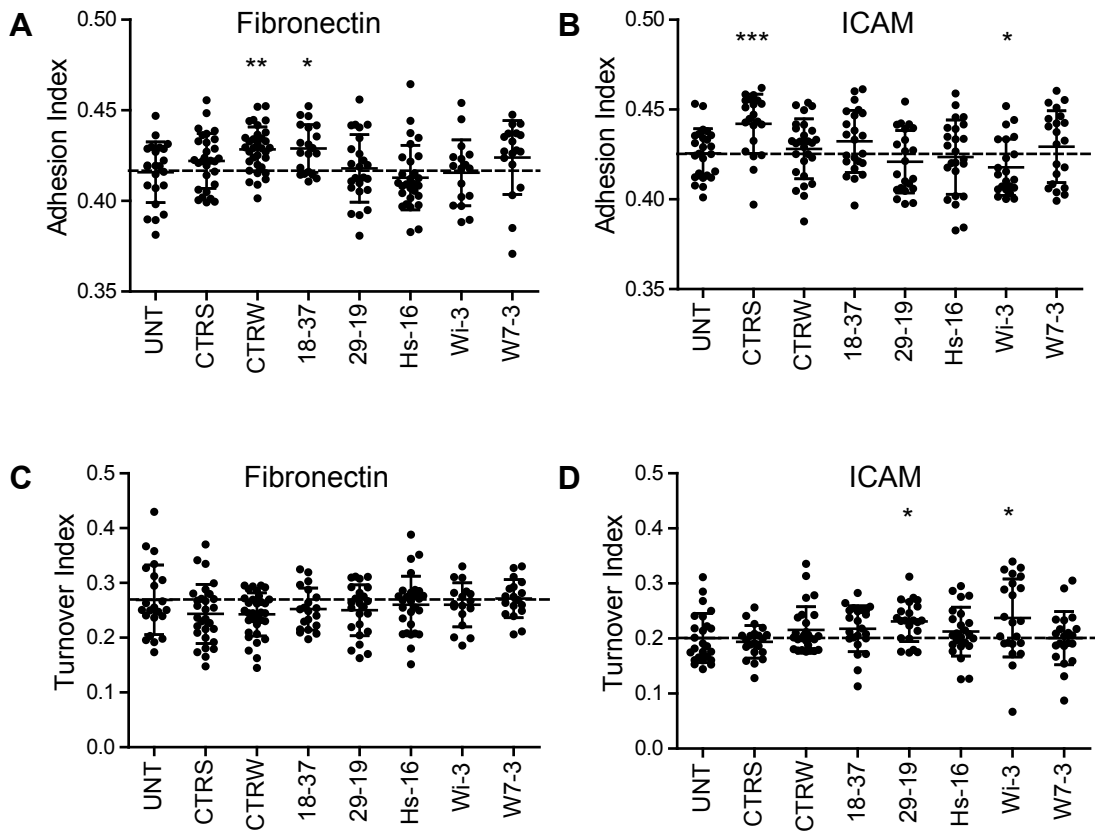 A
Fibronectin
0.50
** *
0.45
0.40
0.35
Adhesion Index
UNT CTRS CTRW 18-37 29-19 Hs-16 Wi-3 W7-3
B
ICAM
0.50
*** *
0.45
0.40
0.35
Adhesion Index
UNT CTRS CTRW 18-37 29-19 Hs-16 Wi-3 W7-3
C
Fibronectin
0.5
0.4
0.3
0.2
0.1
0.0
Turnover Index
UNT CTRS CTRW 18-37 29-19 Hs-16 Wi-3 W7-3
D
ICAM
0.5
* *
0.4
0.3
0.2
0.1
0.0
Turnover Index
UNT CTRS CTRW 18-37 29-19 Hs-16 Wi-3 W7-3